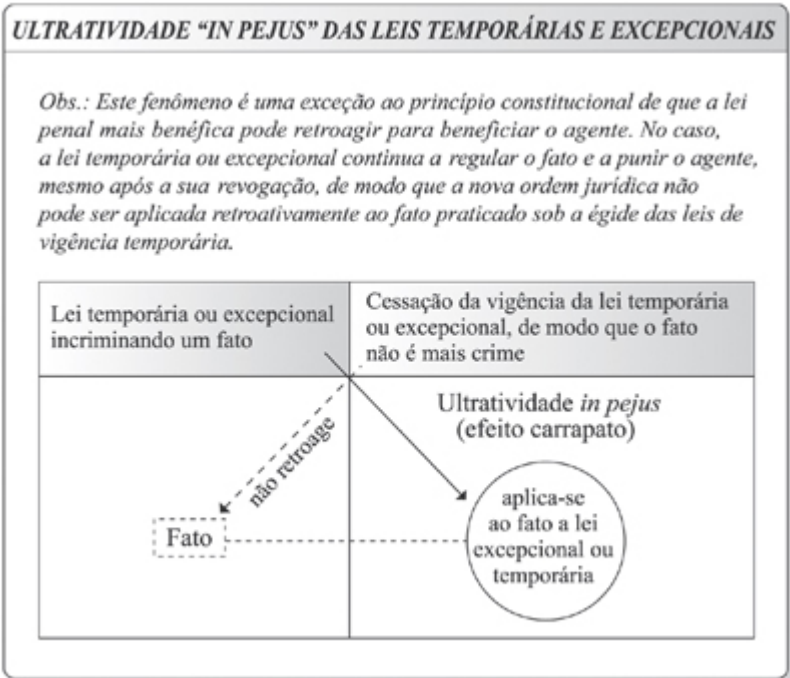 ULTRATIVIDADE “IN PEJUS” DAS LEIS TEMPORÁRIAS E EXCEPCIONAIS
Obs.: Este fenômeno é uma exceção ao princípio constitucional de que a lei
penal mais benéfica pode retroagir para beneficiar o agente. No caso,
a lei temporária ou excepcional continua a regular o fato e a punir o agente,
mesmo após a sua revogação, de modo que a nova ordem jurídica não
pode ser aplicada retroativamente ao fato praticado sob a égide das leis de
vigência temporária.
Lei temporária ou excepcional
incriminando um fato
Cessação da vigência da lei temporária
ou excepcional, de modo que o fato
não é mais crime
não retroage
Fato
Ultratividade in pejus
(efeito carrapato)
aplica-se
ao fato a lei
excepcional ou
temporária